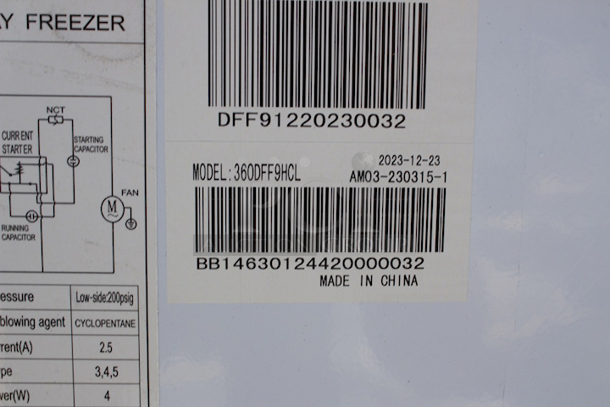 Y FREEZER
NCT
CURRENT
STARTER
STARTING
CAPACITOR
FAN
M
RUNNING
CAPACITOR
essure Low-side:200psig
blowing agent CYCLOPENTANE
rrent(A) 2.5
pe 3,4,5
wer(W) 4
DFF91220230032
2023-12-23
MODEL:360DFF9HCL AM03-230315-1
BB14630124420000032
MADE IN CHINA